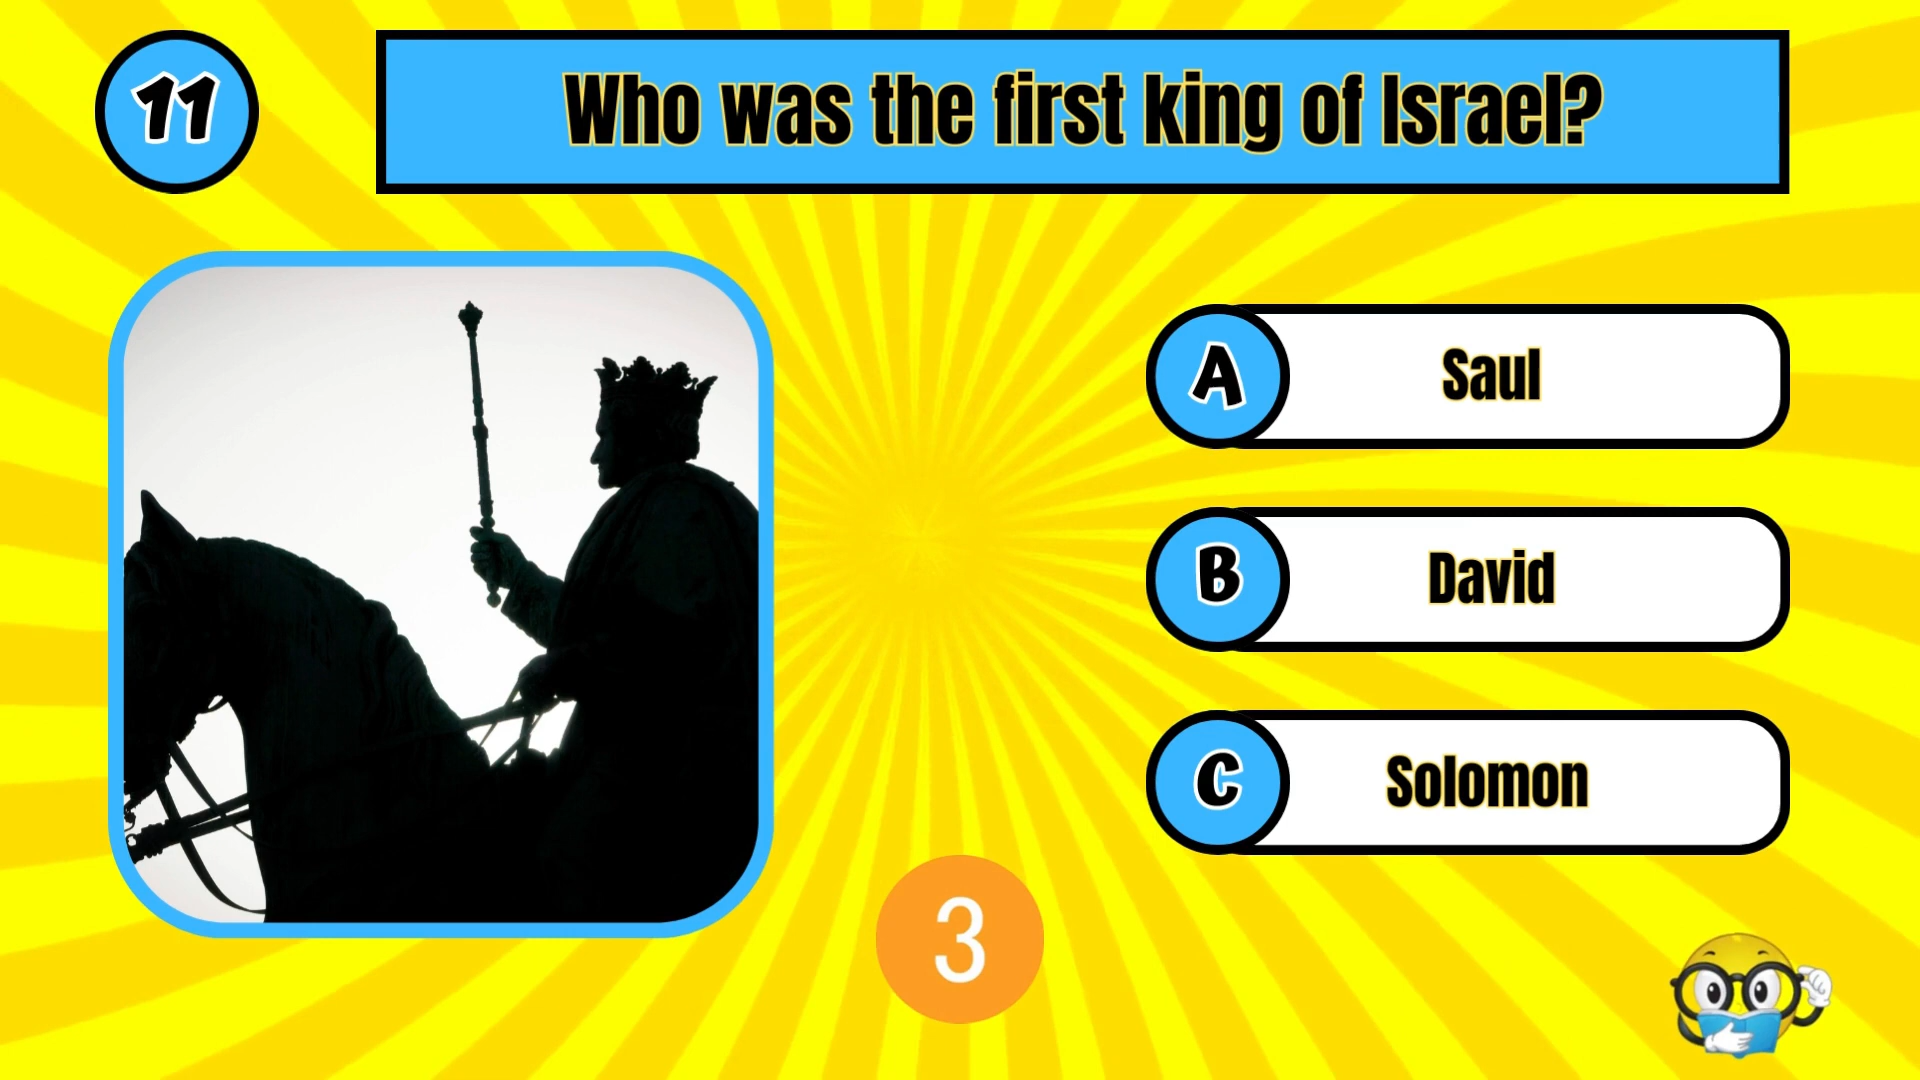 11
Who was the first king of Israel?
A
Saul
B
David
C
Solomon
3